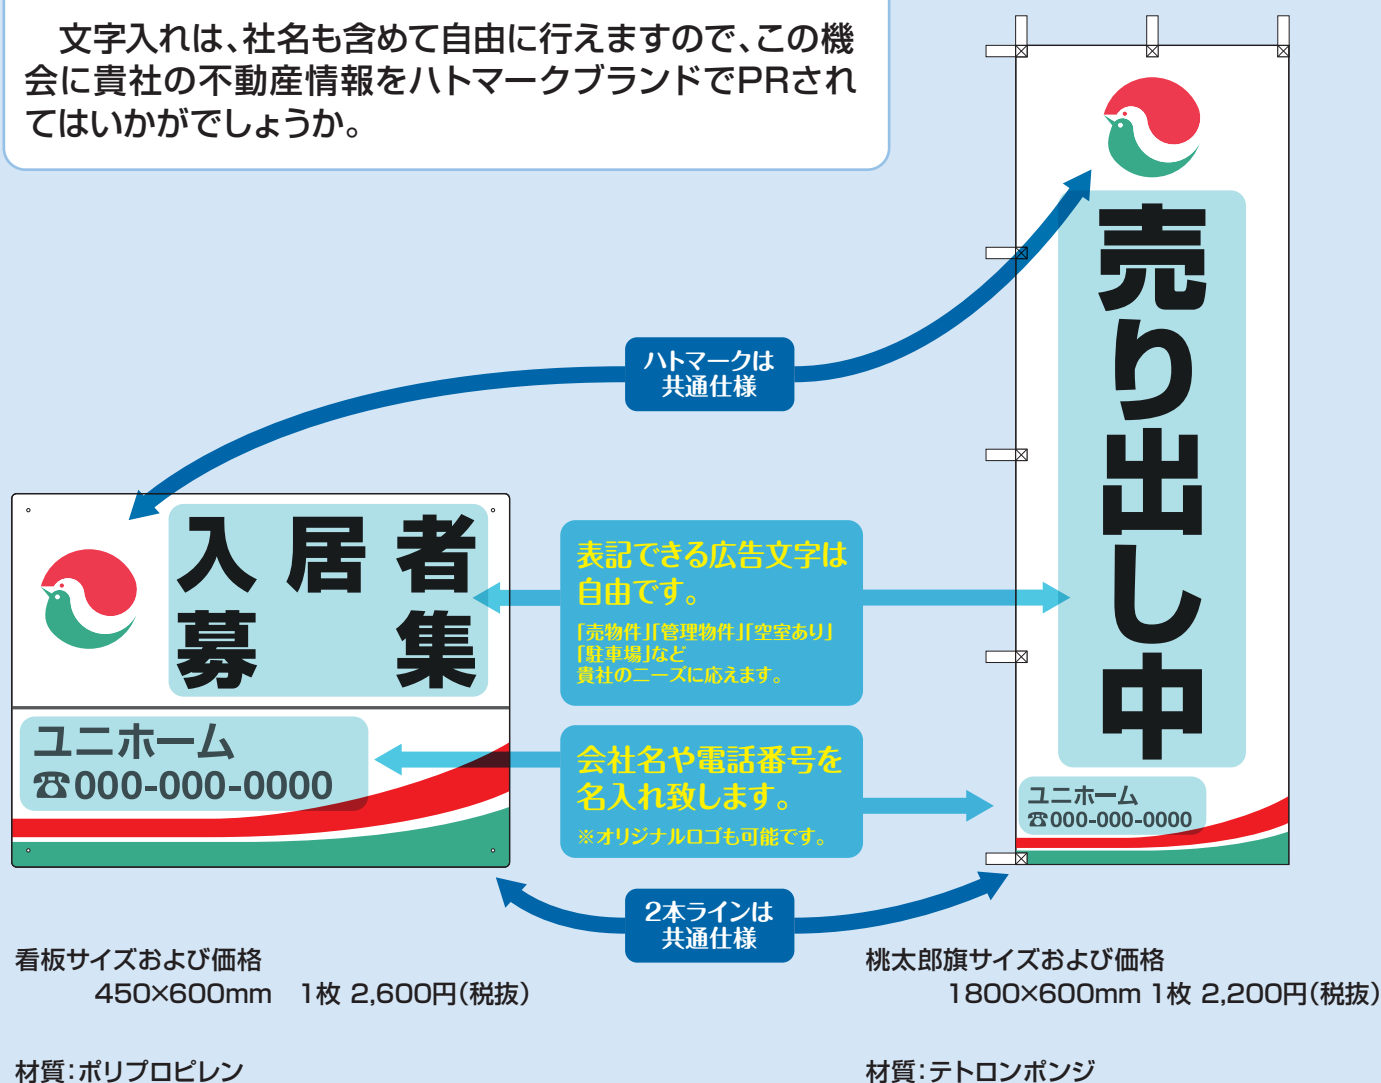 文字入れは、社名も含めて自由に行えますので、この機
会に貴社の不動産情報をハトマークブランドでPRされ
てはいかがでしょうか。
売り出し中
ハトマークは
共通仕様
入居者
募集
表記できる広告文字は
自由です。
「売物件」「管理物件」「空室あり」
「駐車場」など
貴社のニーズに応えます。
ユニホーム
☎000-000-0000
会社名や電話番号を
名入れ致します。
※オリジナルロゴも可能です。
ユニホーム
☎000-000-0000
2本ラインは
共通仕様
看板サイズおよび価格
450×600mm　1枚 2,600円(税抜)
材質：ポリプロピレン
桃太郎旗サイズおよび価格
1800×600mm 1枚 2,200円(税抜)
材質：テトロンポンジ